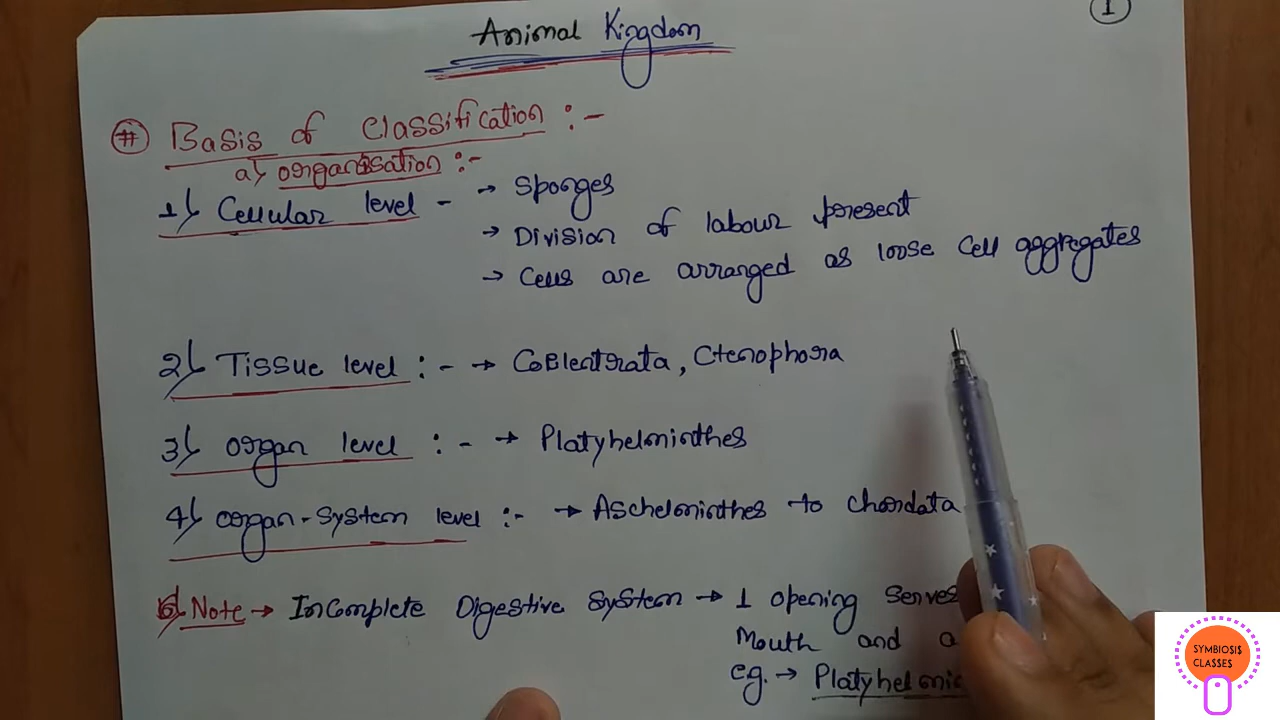 1
Animal Kingdom
# Basis of Classification :-
a) organisation :-
1) Cellular level - → Sponges
→ Division of labour present
→ Cells are arranged as loose cell aggregates
2) Tissue level :- → Coelentrata, Ctenophora
3) organ level :- → Platyhelminthes
4) organ-system level :- → Aschelminthes to Chordata
Note → Incomplete Digestive system → 1 opening serves
Mouth and a
eg. → Platyhelmi
SYMBIOSIS
CLASSES